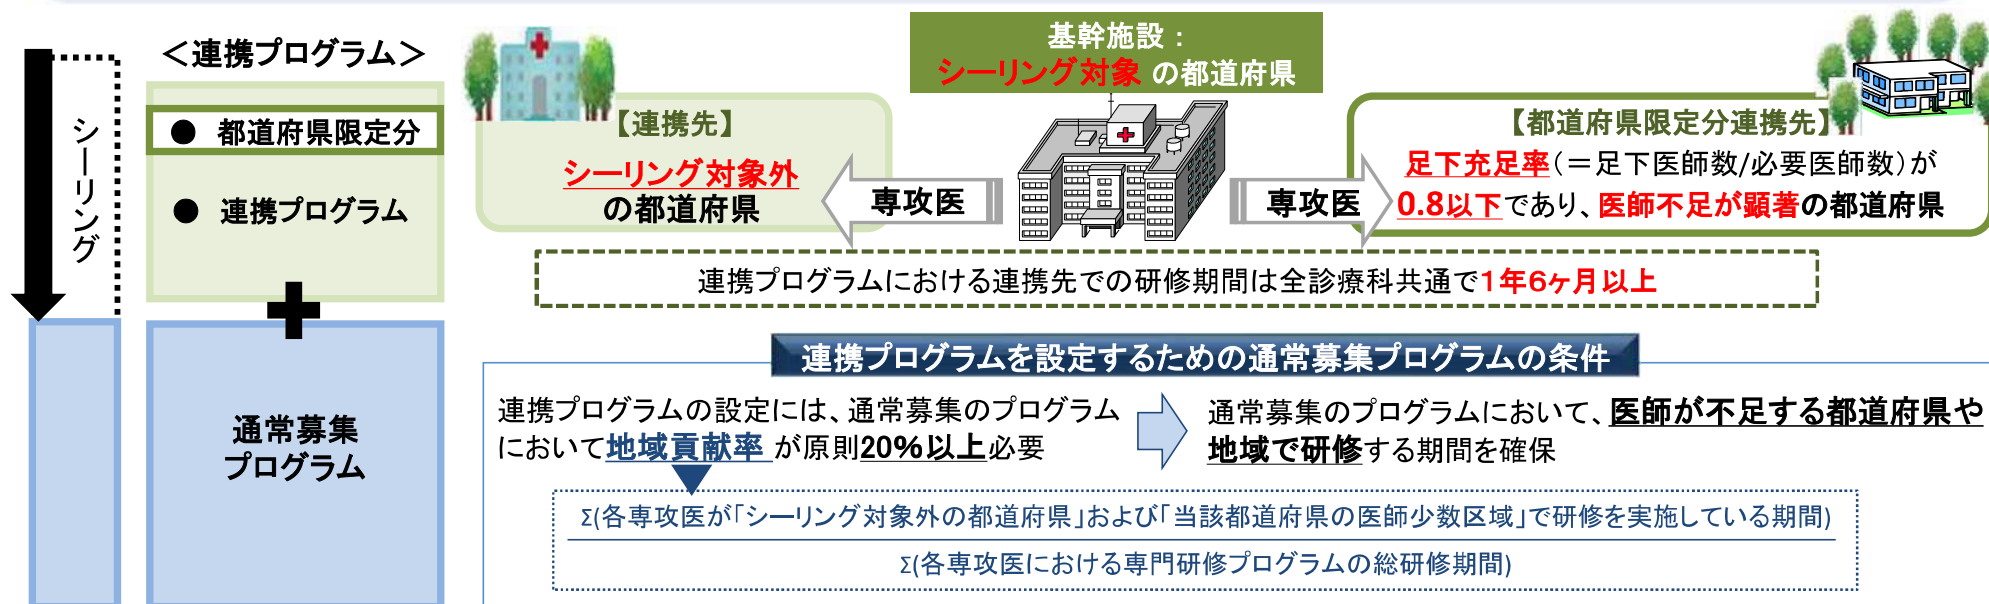 シーリング
＜連携プログラム＞
● 都道府県限定分
● 連携プログラム
通常募集
プログラム
基幹施設：
シーリング対象 の都道府県
【連携先】
シーリング対象外
の都道府県
専攻医
専攻医
【都道府県限定分連携先】
足下充足率（＝足下医師数/必要医師数）が
0.8以下であり、医師不足が顕著の都道府県
連携プログラムにおける連携先での研修期間は全診療科共通で１年６ヶ月以上
連携プログラムを設定するための通常募集プログラムの条件
連携プログラムの設定には、通常募集のプログラム
において地域貢献率 が原則20％以上必要
通常募集のプログラムにおいて、医師が不足する都道府県や
地域で研修する期間を確保
Σ(各専攻医が「シーリング対象外の都道府県」および「当該都道府県の医師少数区域」で研修を実施している期間)
Σ(各専攻医における専門研修プログラムの総研修期間)